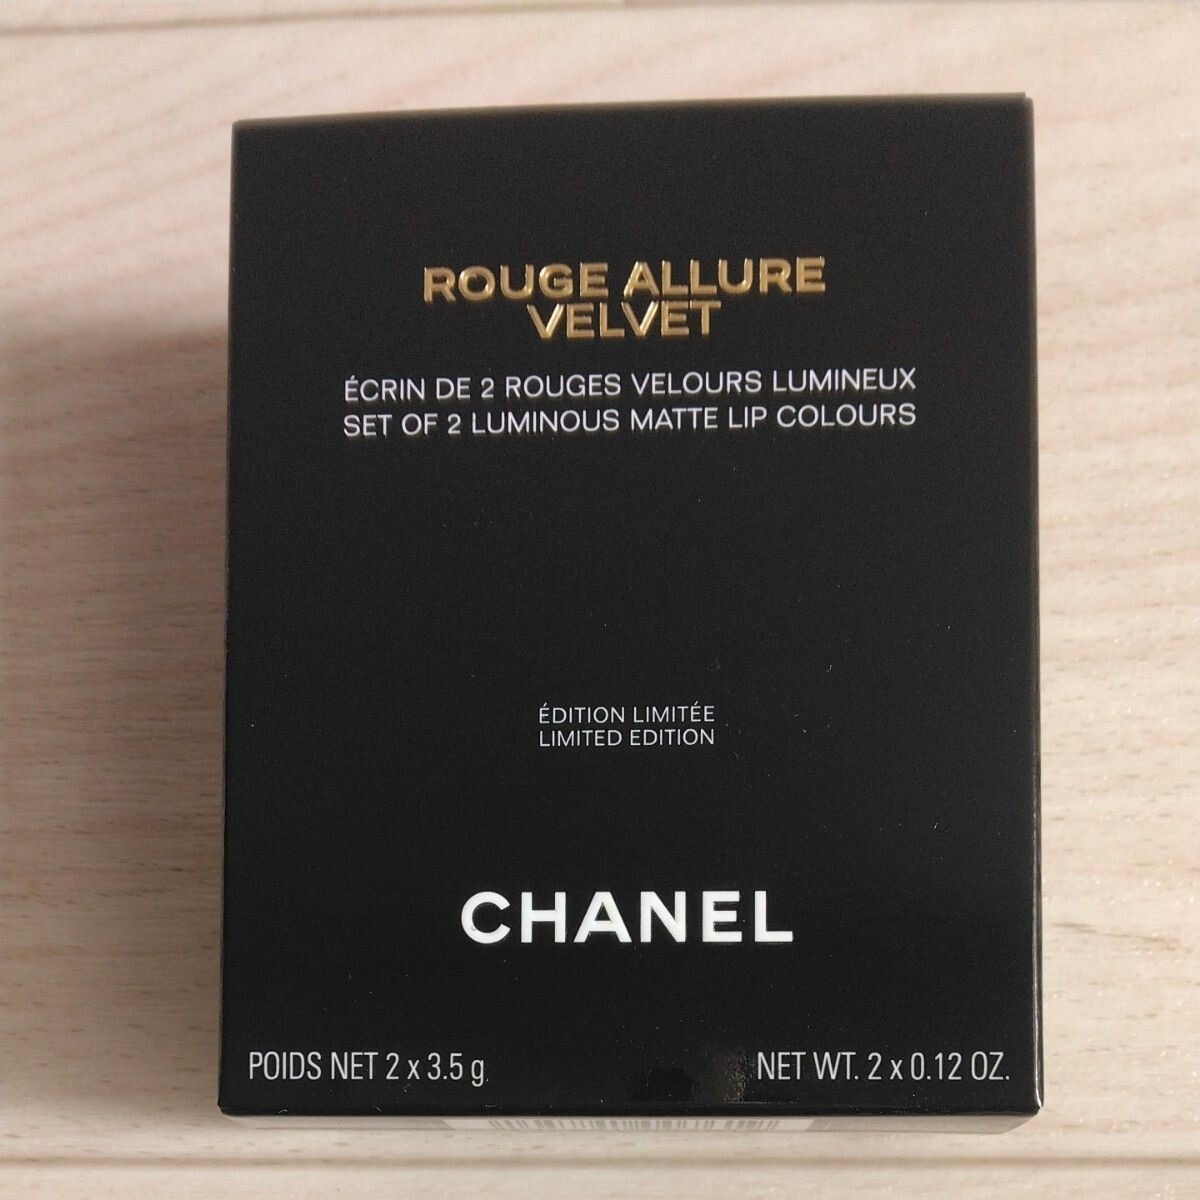 ROUGE ALLURE
VELVET
ÉCRIN DE 2 ROUGES VELOURS LUMINEUX
SET OF 2 LUMINOUS MATTE LIP COLOURS
ÉDITION LIMITÉE
LIMITED EDITION
CHANEL
POIDS NET 2 x 3.5 g
NET WT. 2 x 0.12 OZ.